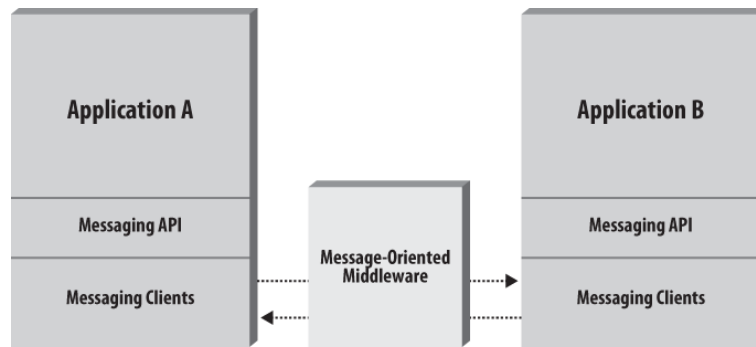 Application A
Messaging API
Messaging Clients
Message-Oriented
Middleware
Application B
Messaging API
Messaging Clients